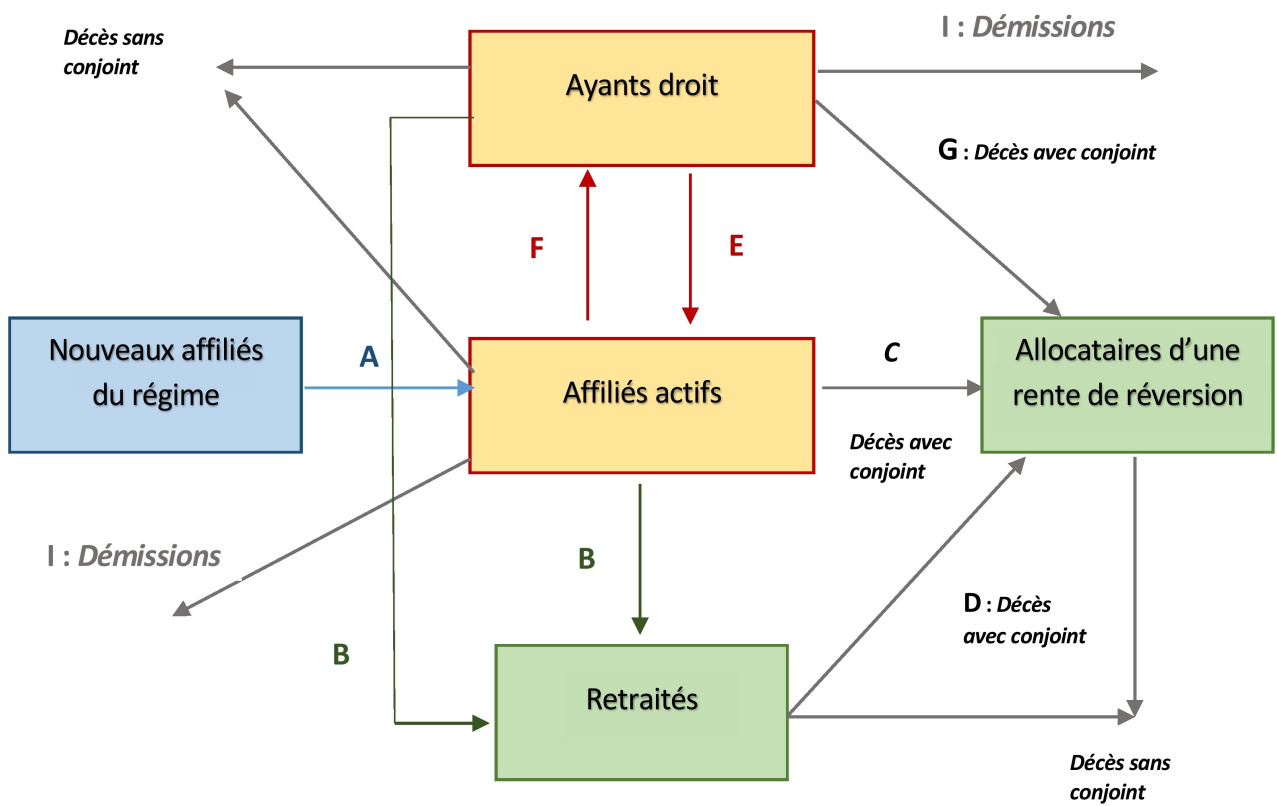 Décès sans
conjoint
Ayants droit
I : Démissions
G : Décès avec conjoint
F
E
Nouveaux affiliés
du régime
A
Affiliés actifs
C
Allocataires d’une
rente de réversion
Décès avec
conjoint
I : Démissions
B
D : Décès
avec conjoint
B
Retraités
Décès sans
conjoint